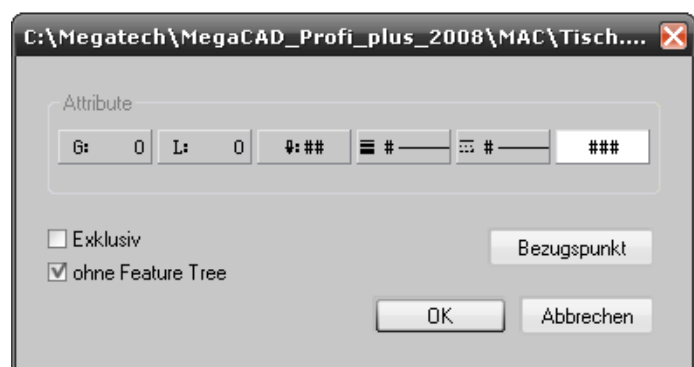 C:\Megatech\MegaCAD_Profi_plus_2008\MAC\Tisch....
Attribute
G: 0 L: 0 :## # # ###
Exklusiv
Bezugspunkt
ohne Feature Tree
OK Abbrechen